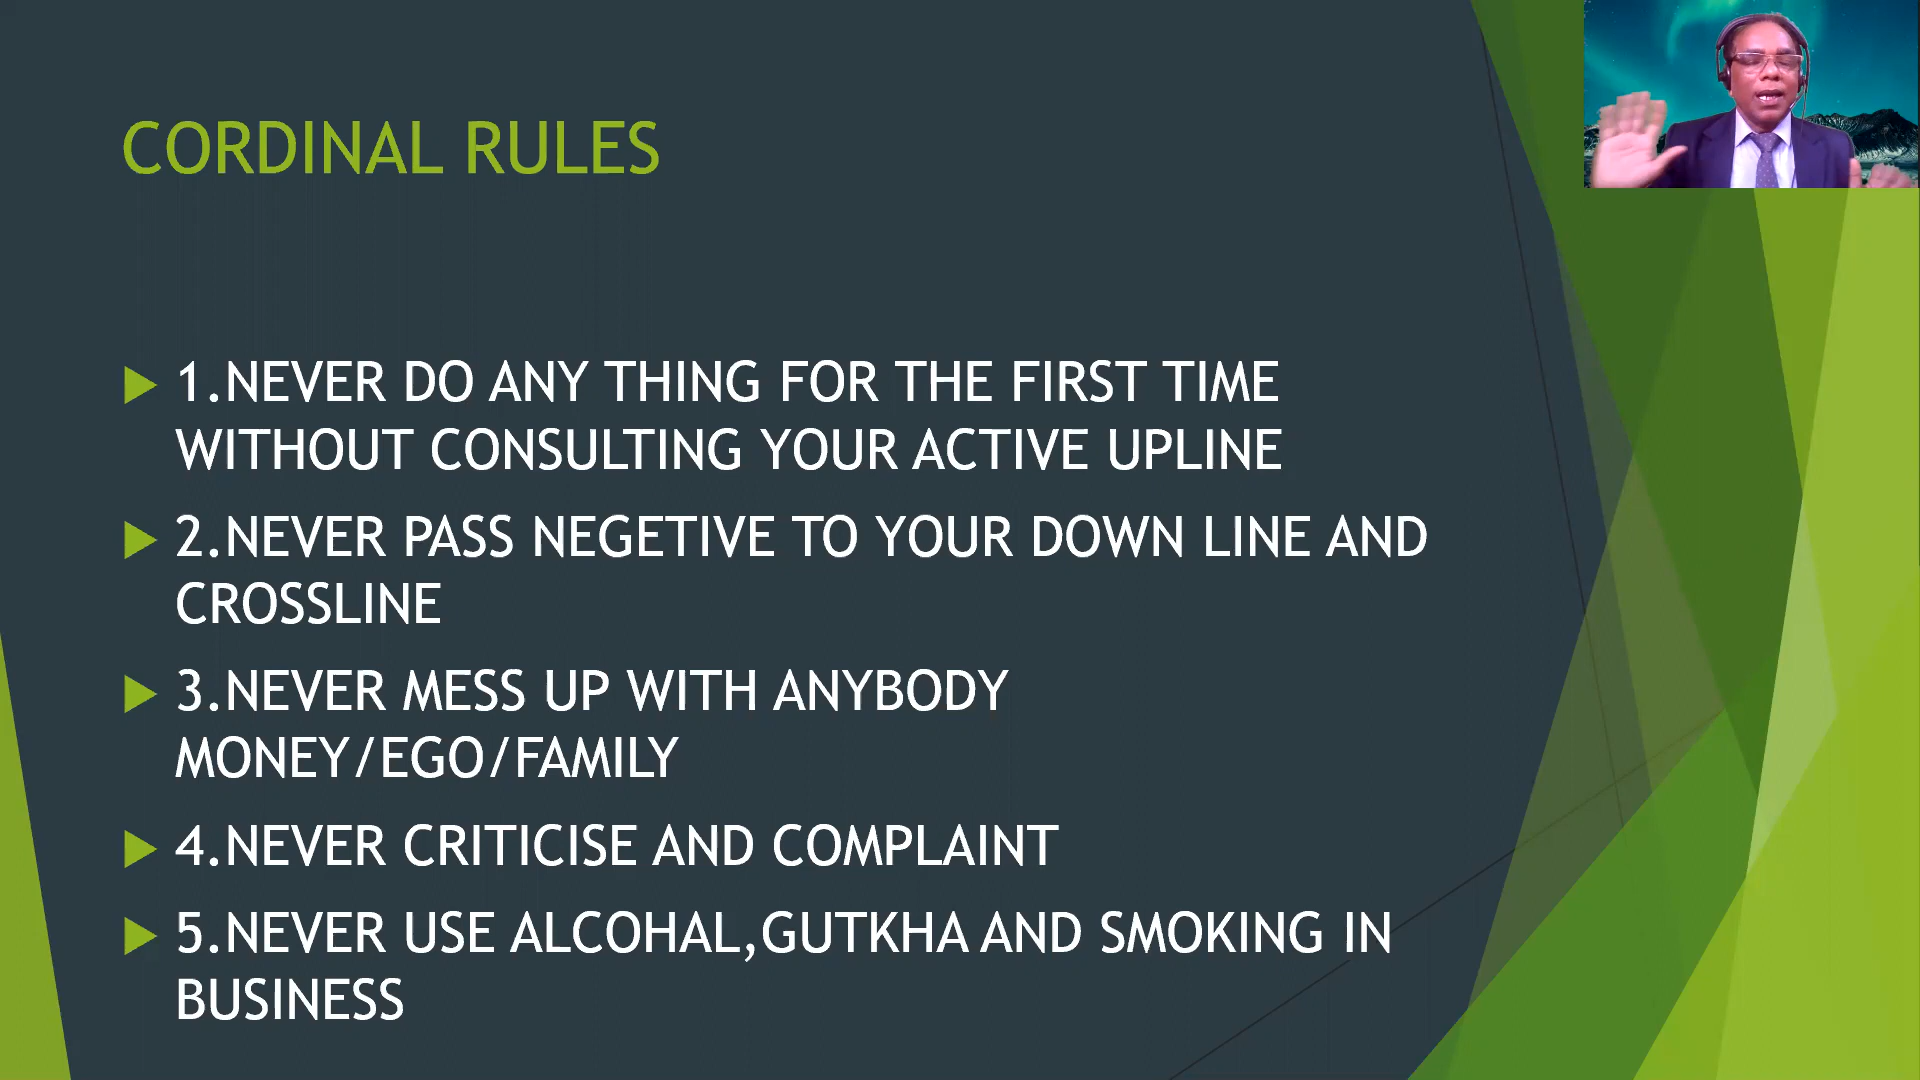 CORDINAL RULES
1.NEVER DO ANY THING FOR THE FIRST TIME
WITHOUT CONSULTING YOUR ACTIVE UPLINE
2.NEVER PASS NEGETIVE TO YOUR DOWN LINE AND
CROSSLINE
3.NEVER MESS UP WITH ANYBODY
MONEY/EGO/FAMILY
4.NEVER CRITICISE AND COMPLAINT
5.NEVER USE ALCOHAL,GUTKHA AND SMOKING IN
BUSINESS